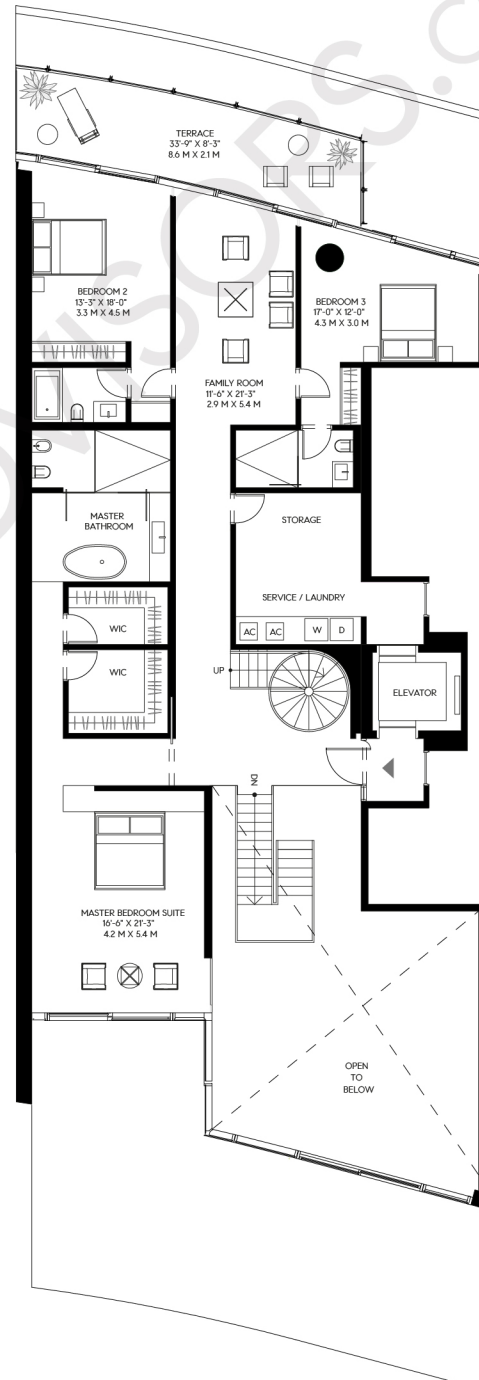 TERRACE
33'-9" X 8'-3"
8.6 M X 2.1 M
BEDROOM 2
13'-3" X 18'-0"
3.3 M X 4.5 M
BEDROOM 3
17'-0" X 12'-0"
4.3 M X 3.0 M
FAMILY ROOM
11'-6" X 21'-3"
2.9 M X 5.4 M
MASTER
BATHROOM
STORAGE
SERVICE / LAUNDRY
AC AC W D
WIC
WIC
UP
ELEVATOR
DN
MASTER BEDROOM SUITE
16'-6" X 21'-3"
4.2 M X 5.4 M
OPEN
TO
BELOW